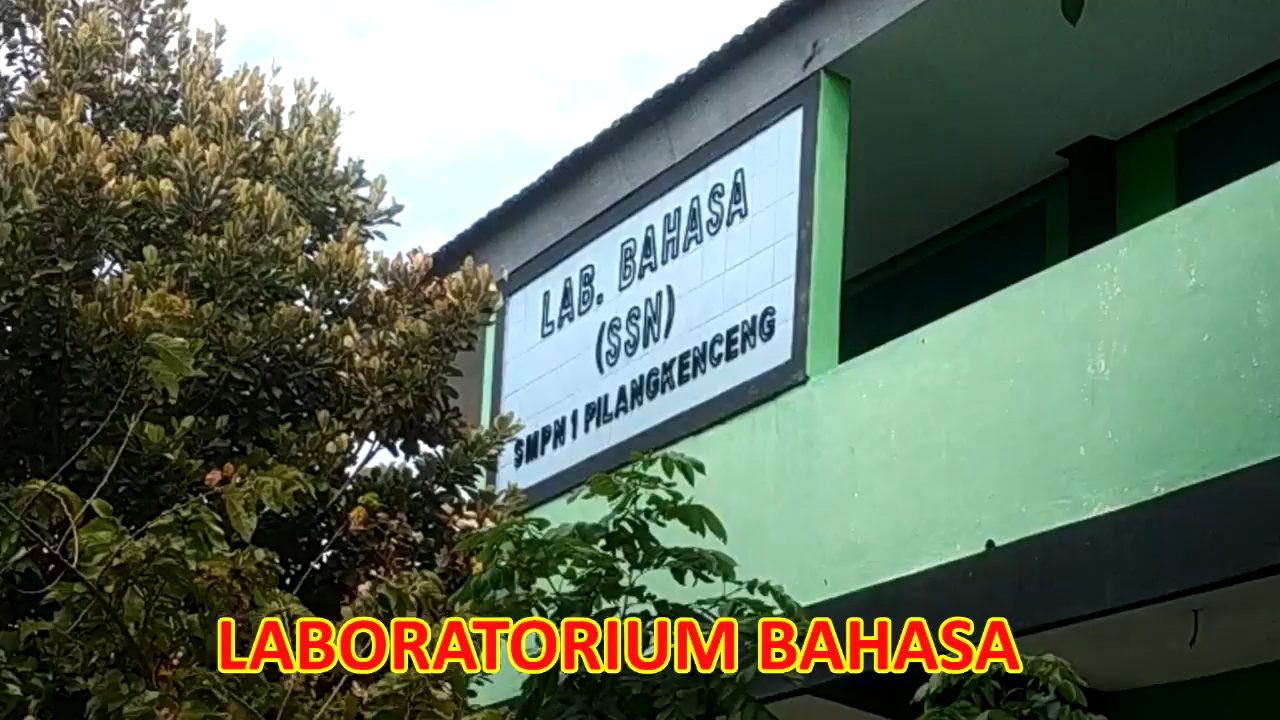 LAB. BAHASA
(SSN)
SMPN 1 PILANGKENCENG
LABORATORIUM BAHASA